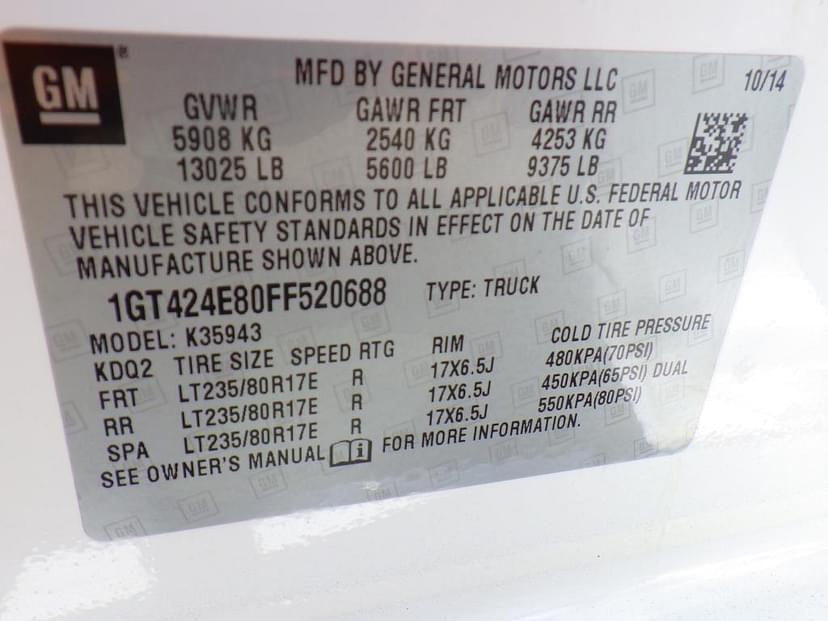 GM
MFD BY GENERAL MOTORS LLC 10/14
GVWR GAWR FRT GAWR RR
5908 KG 2540 KG 4253 KG
13025 LB 5600 LB 9375 LB
THIS VEHICLE CONFORMS TO ALL APPLICABLE U.S. FEDERAL MOTOR
VEHICLE SAFETY STANDARDS IN EFFECT ON THE DATE OF
MANUFACTURE SHOWN ABOVE.
1GT424E80FF520688 TYPE: TRUCK
MODEL: K35943
KDQ2 TIRE SIZE SPEED RTG RIM COLD TIRE PRESSURE
FRT LT235/80R17E R 17X6.5J 480KPA(70PSI)
RR LT235/80R17E R 17X6.5J 450KPA(65PSI) DUAL
SPA LT235/80R17E R 17X6.5J 550KPA(80PSI)
SEE OWNER'S MANUAL FOR MORE INFORMATION.